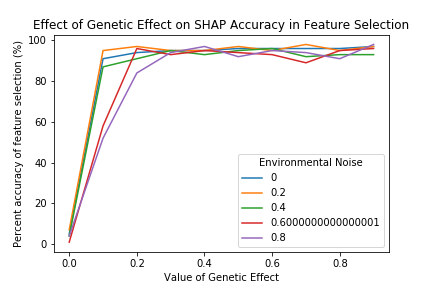 Effect of Genetic Effect on SHAP Accuracy in Feature Selection
Percent accuracy of feature selection (%)
100
80
60
40
20
0
Environmental Noise
0
0.2
0.4
0.6000000000000001
0.8
0.0 0.2 0.4 0.6 0.8
Value of Genetic Effect